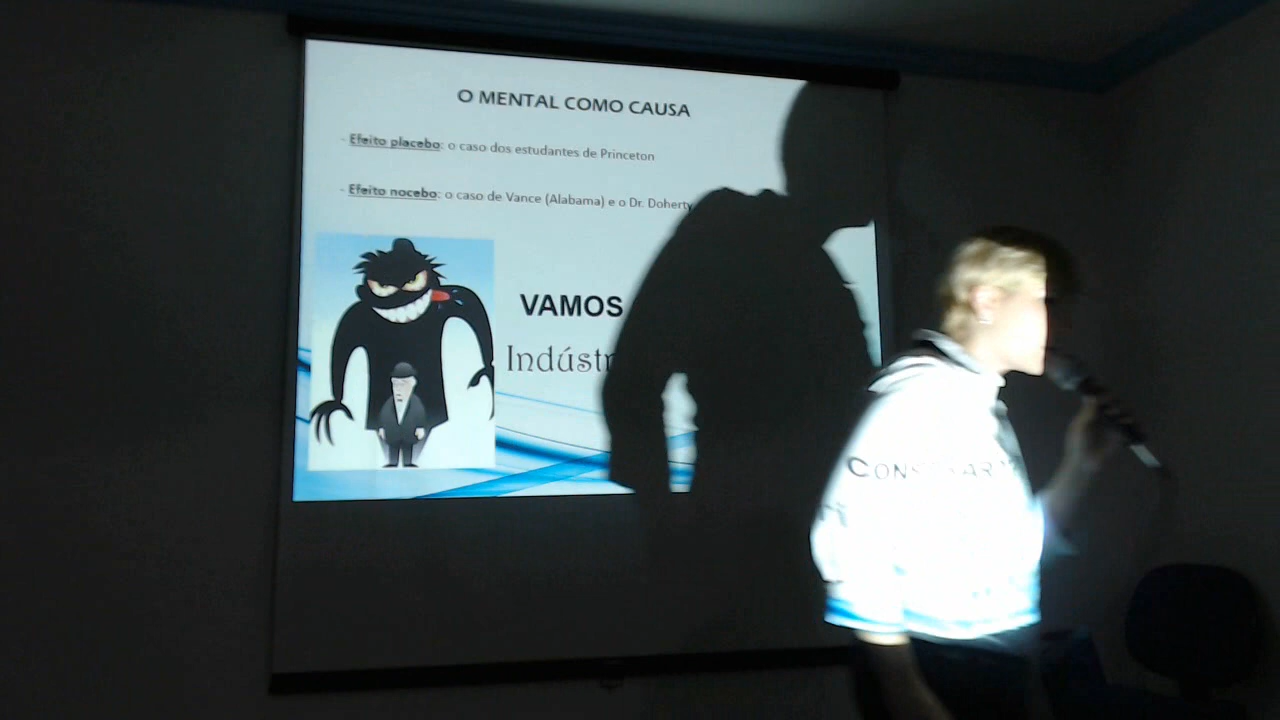 O MENTAL COMO CAUSA
- Efeito placebo: o caso dos estudantes de Princeton
- Efeito nocebo: o caso de Vance (Alabama) e o Dr. Doherty
VAMOS
Indústr